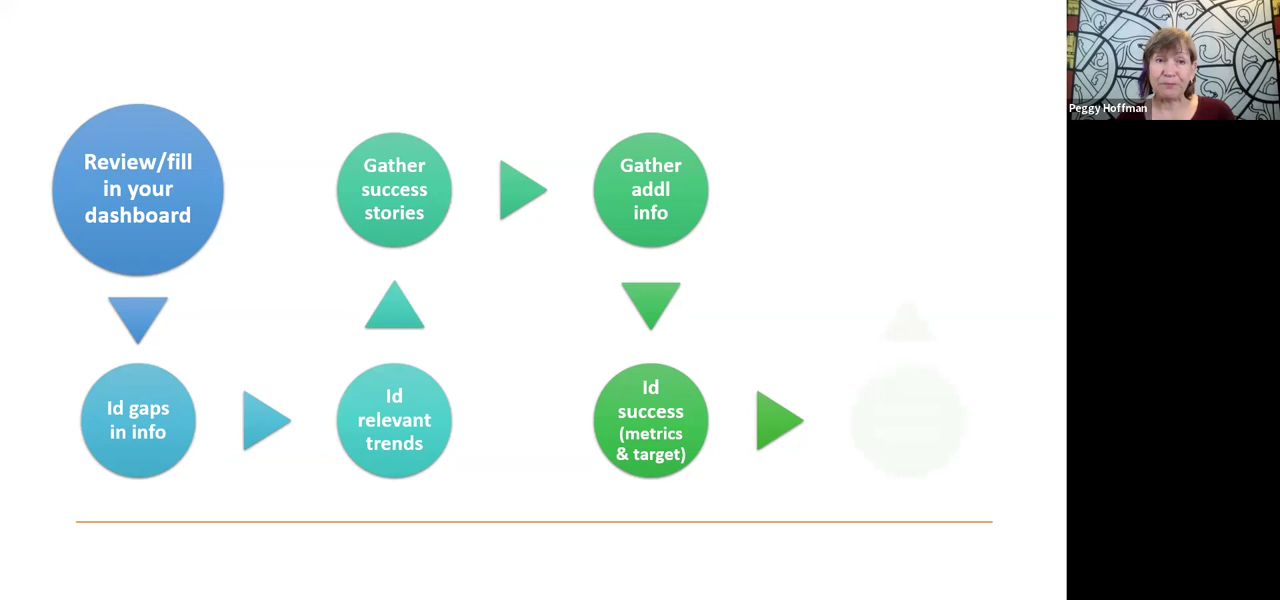 Review/fill
in your
dashboard
Id gaps
in info
Id
relevant
trends
Gather
success
stories
Gather
addl
info
Id
success
(metrics
& target)
Peggy Hoffman